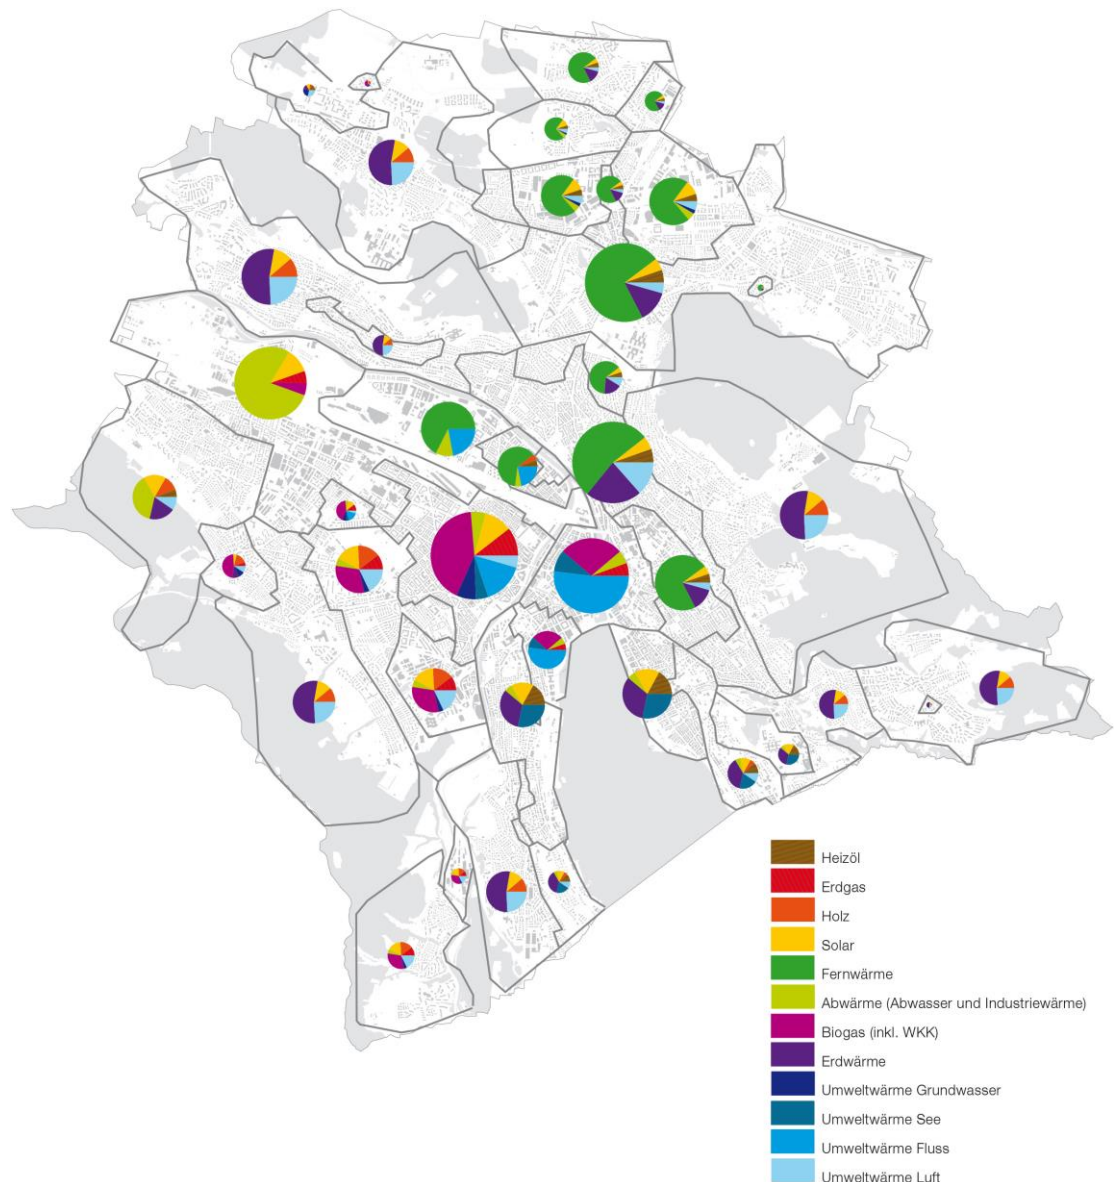 Heizöl
Erdgas
Holz
Solar
Fernwärme
Abwärme (Abwasser und Industriewärme)
Biogas (inkl. WKK)
Erdwärme
Umweltwärme Grundwasser
Umweltwärme See
Umweltwärme Fluss
Umweltwärme Luft